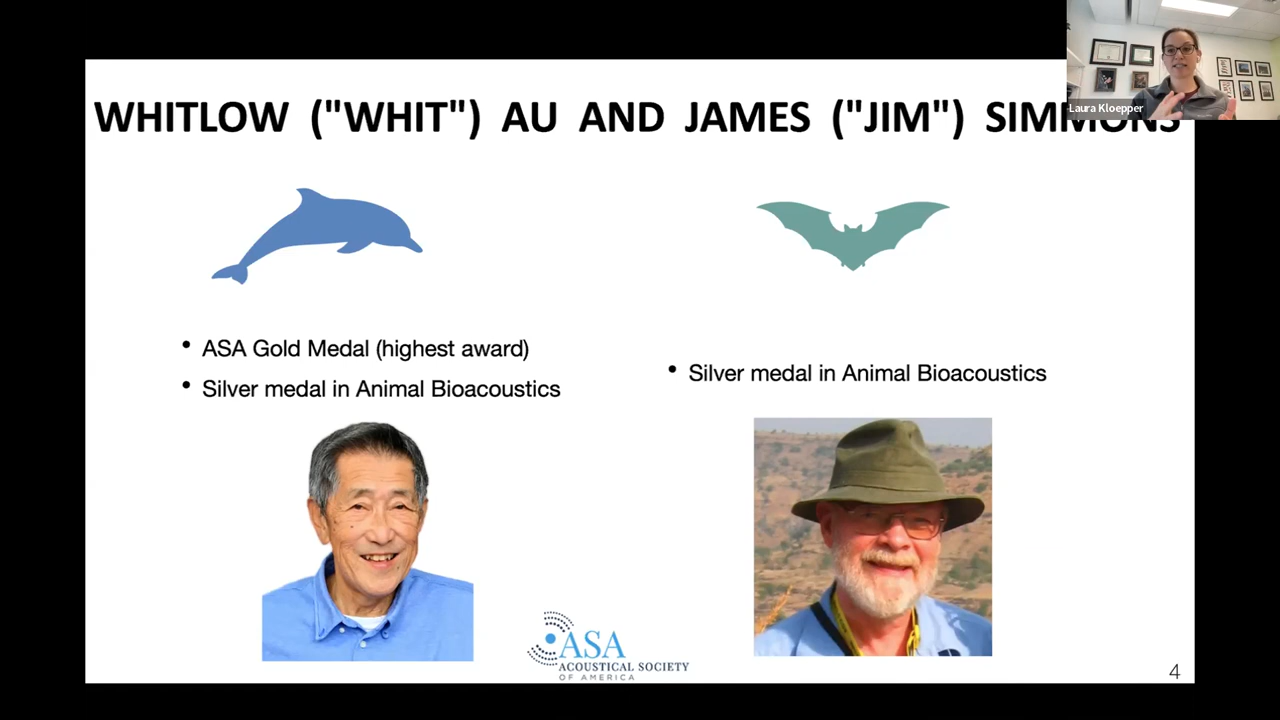 Laura Kloepper
WHITLOW ("WHIT") AU AND JAMES ("JIM") SIMMONS
• ASA Gold Medal (highest award)
• Silver medal in Animal Bioacoustics
• Silver medal in Animal Bioacoustics
ASA
ACOUSTICAL SOCIETY
OF AMERICA
4